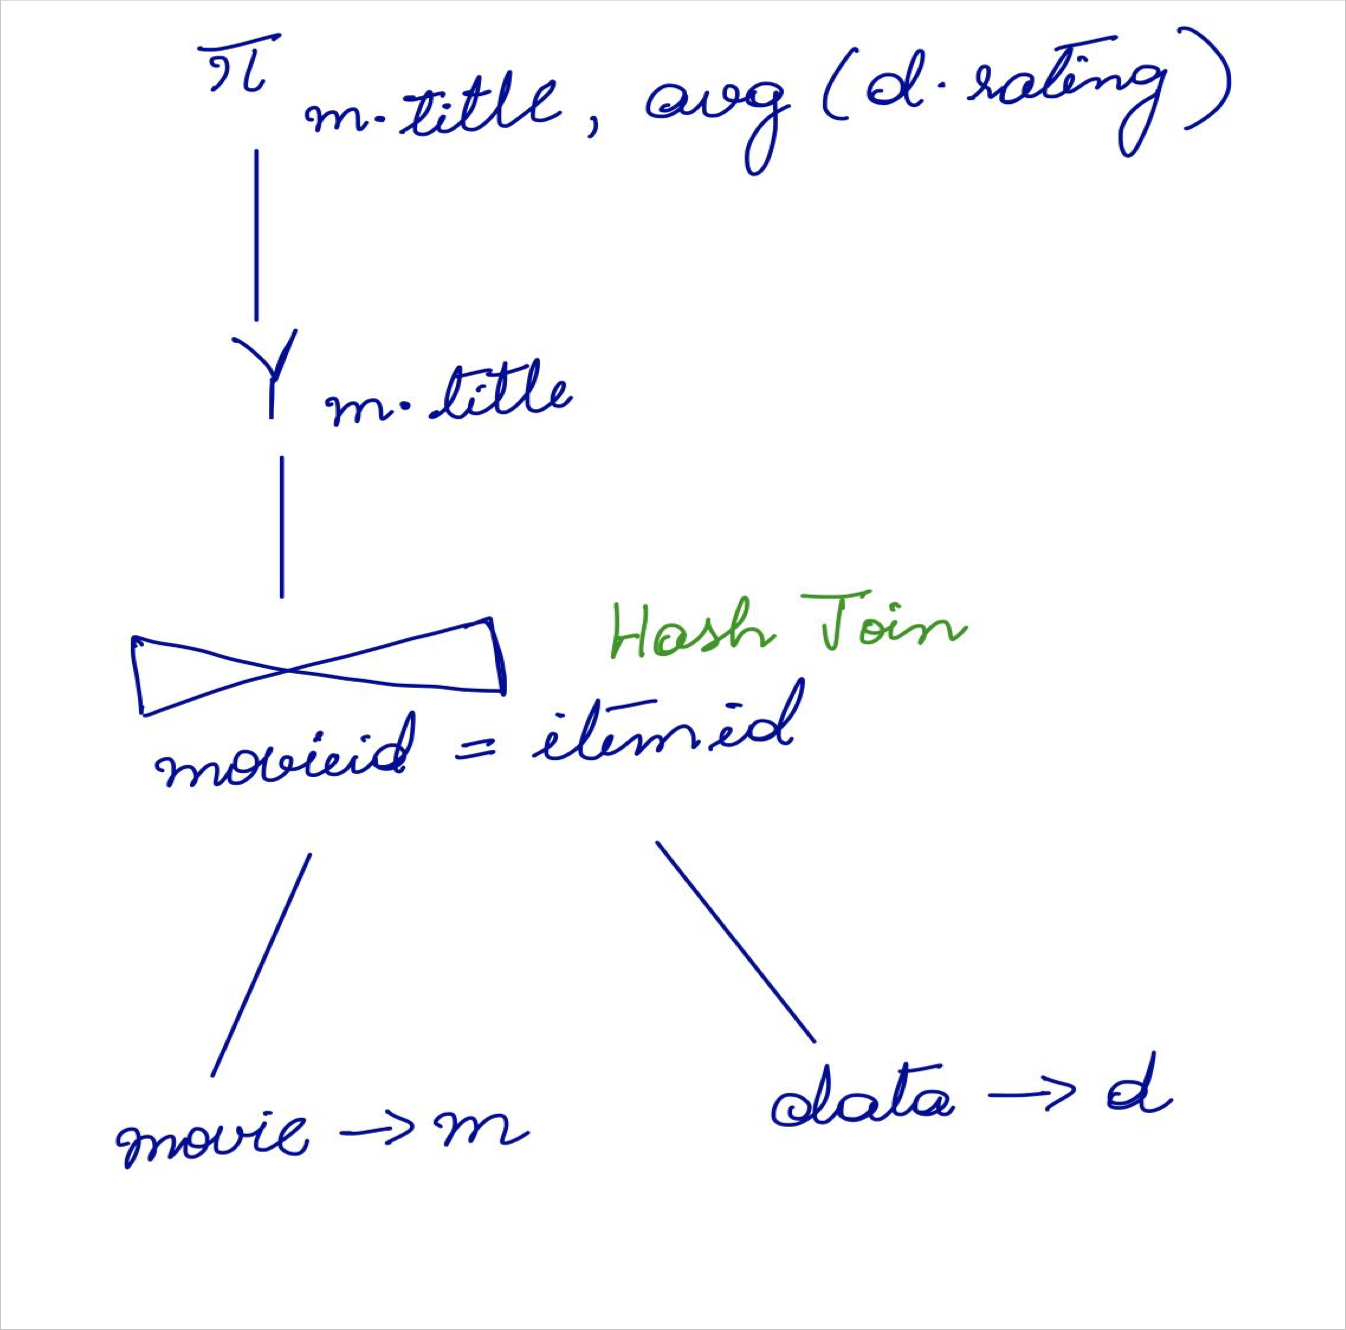 π m.title, avg (d.rating)
γ m.title
Hash Join
movieid = itemid
movie → m
data → d